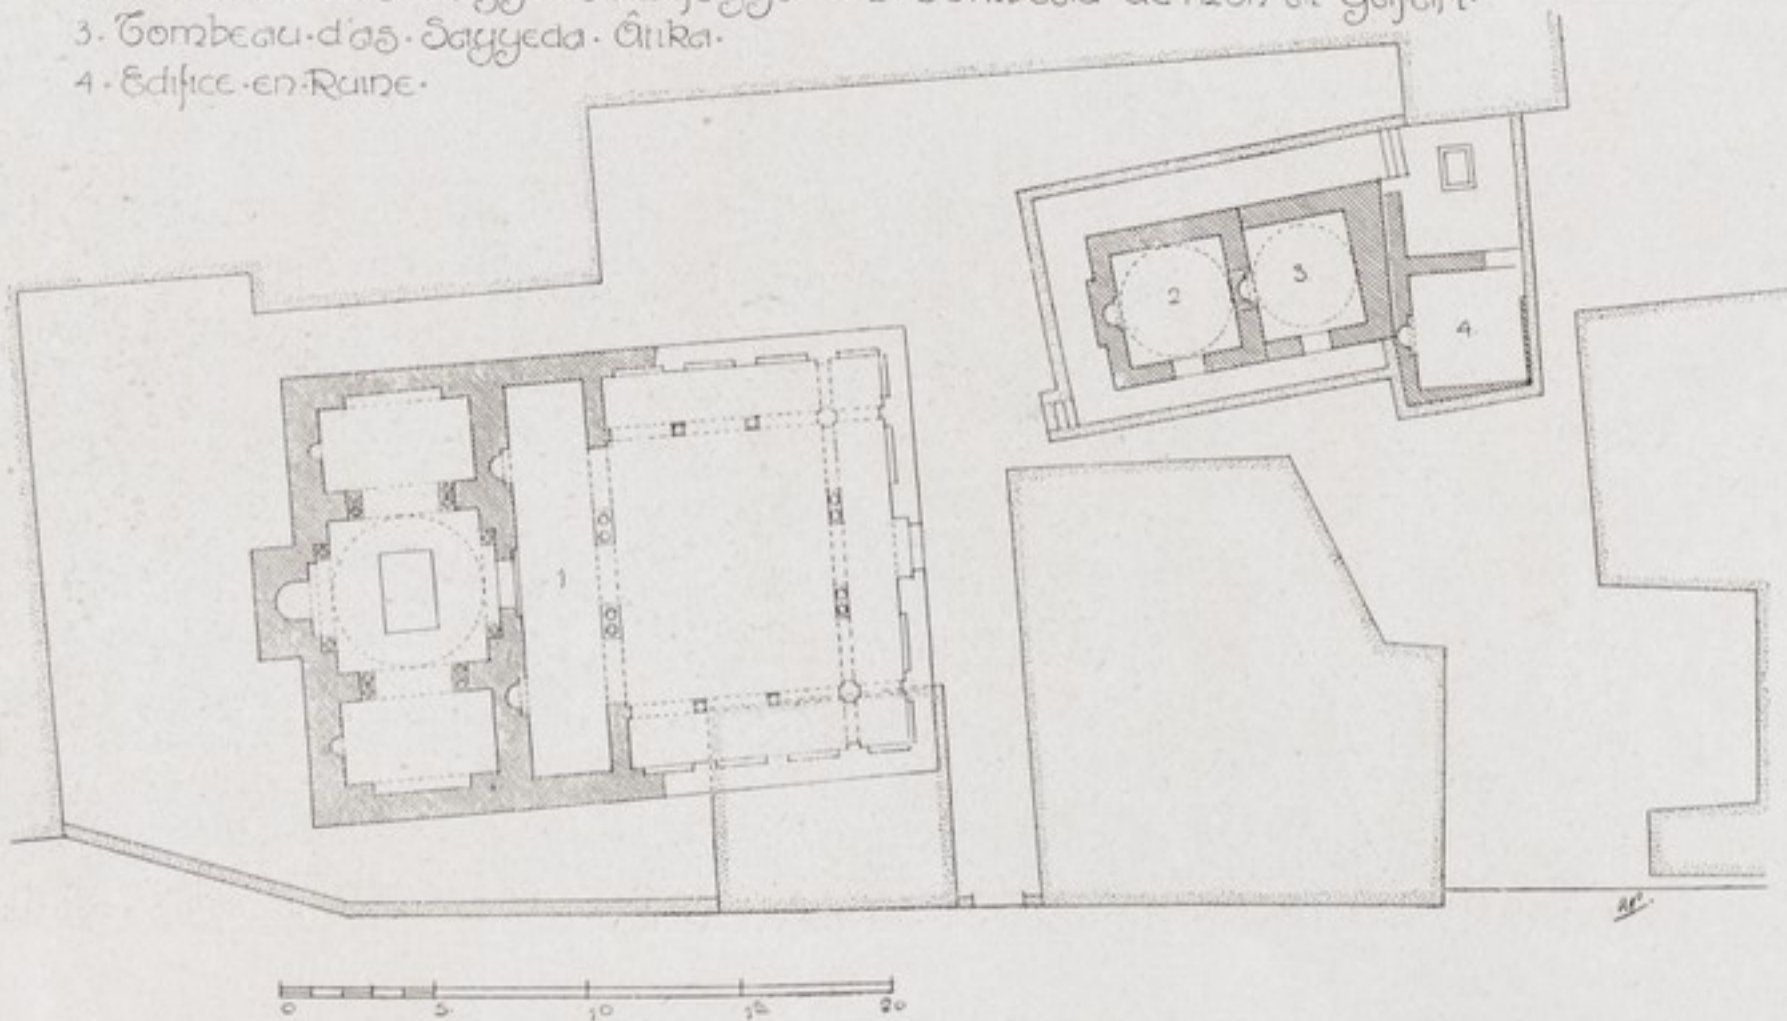 3. Tombeau d'as. Sayyeda. Âtika.
4. Edifice. en. Ruine.
2
3.
4.
1
0 5 10 15 20